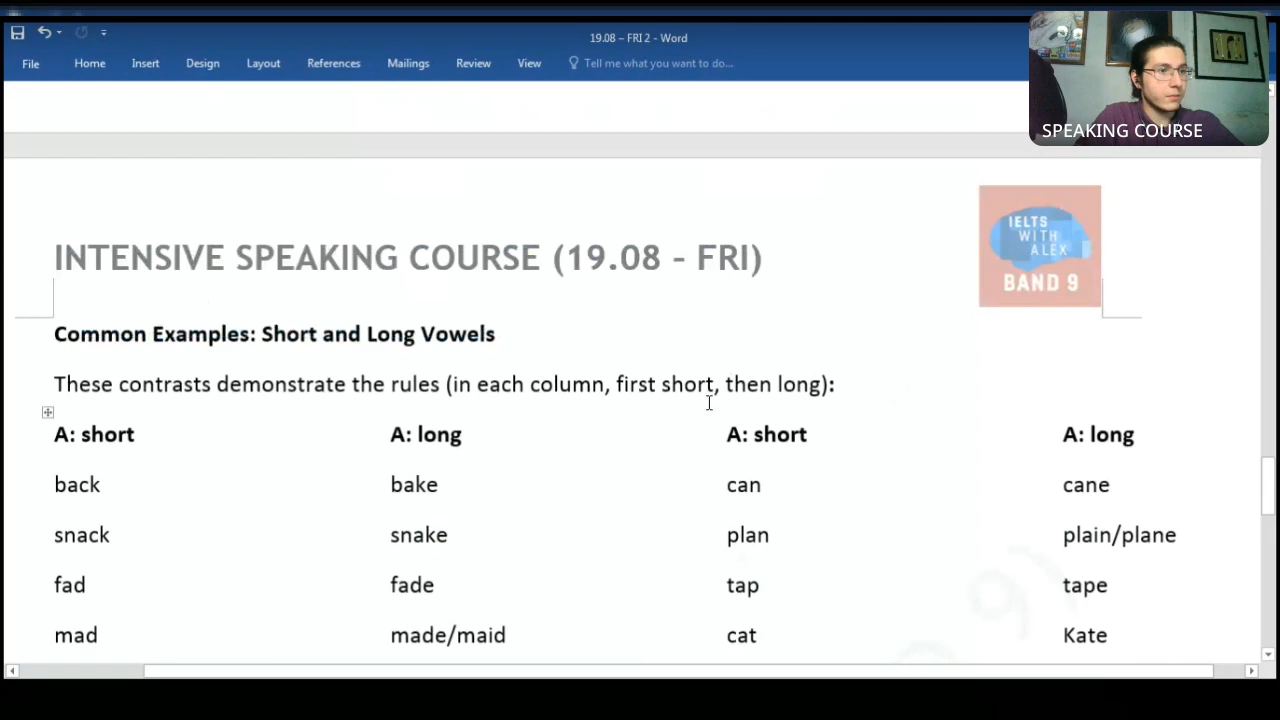 19.08 – FRI 2 - Word
File Home Insert Design Layout References Mailings Review View Tell me what you want to do...
SPEAKING COURSE
INTENSIVE SPEAKING COURSE (19.08 - FRI)
IELTS
WITH
ALEX
BAND 9
Common Examples: Short and Long Vowels
These contrasts demonstrate the rules (in each column, first short, then long):
A: short A: long A: short A: long
back bake can cane
snack snake plan plain/plane
fad fade tap tape
mad made/maid cat Kate